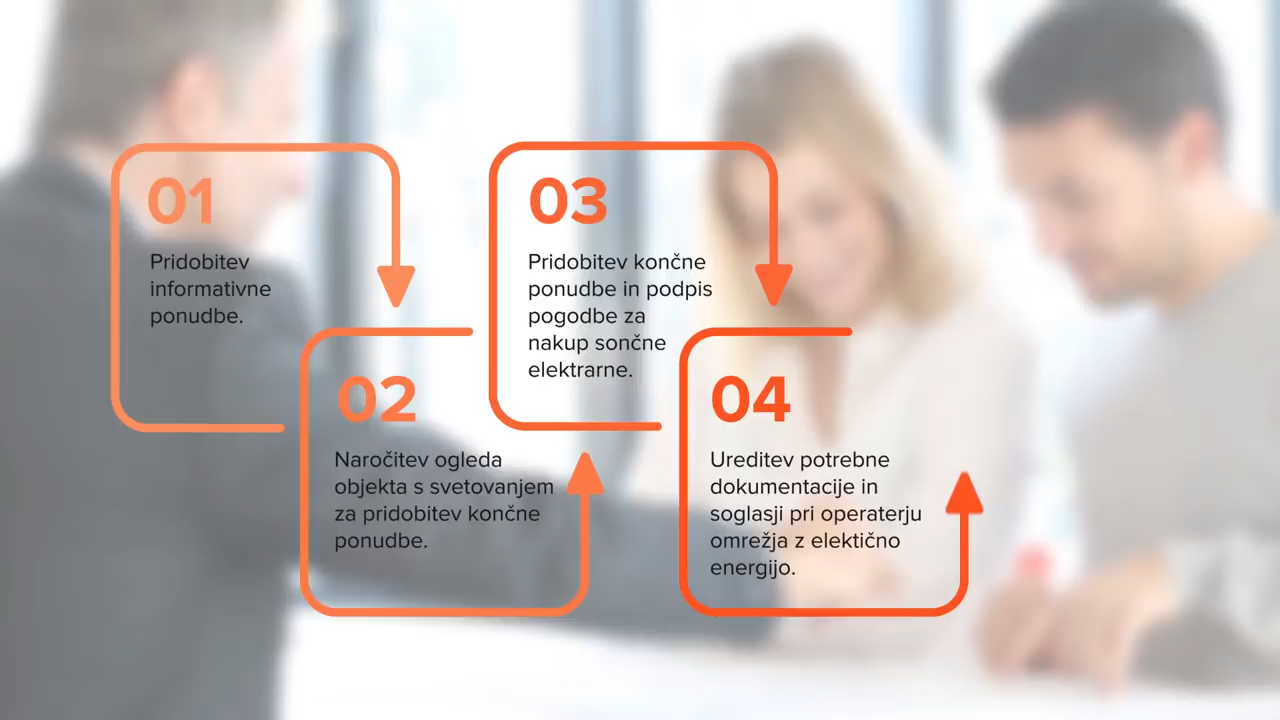 01
Pridobitev
informativne
ponudbe.
02
Naročitev ogleda
objekta s svetovanjem
za pridobitev končne
ponudbe.
03
Pridobitev končne
ponudbe in podpis
pogodbe za
nakup sončne
elektrarne.
04
Ureditev potrebne
dokumentacije in
soglasji pri operaterju
omrežja z elektično
energijo.